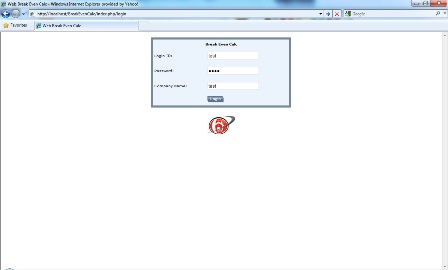 Web Break Even Calc - Windows Internet Explorer provided by Yahoo!
http://localhost/BreakEvenCalc/index.php/login
Google
Favorites
Web Break Even Calc
Break Even Calc
Login ID:
test
Password:
Company Name:
test
Login